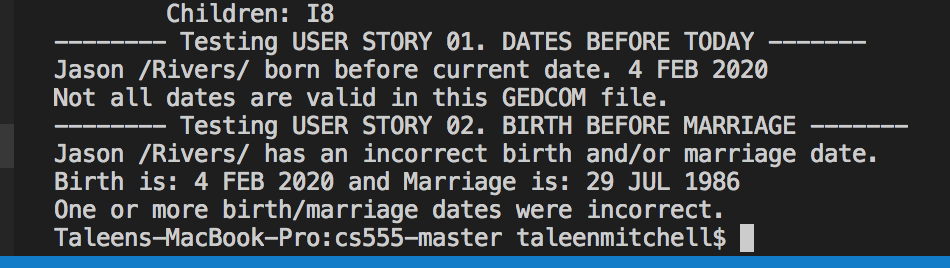 Children: I8
-------- Testing USER STORY 01. DATES BEFORE TODAY -------
Jason /Rivers/ born before current date. 4 FEB 2020
Not all dates are valid in this GEDCOM file.
-------- Testing USER STORY 02. BIRTH BEFORE MARRIAGE -------
Jason /Rivers/ has an incorrect birth and/or marriage date.
Birth is: 4 FEB 2020 and Marriage is: 29 JUL 1986
One or more birth/marriage dates were incorrect.
Taleens-MacBook-Pro:cs555-master taleenmitchell$